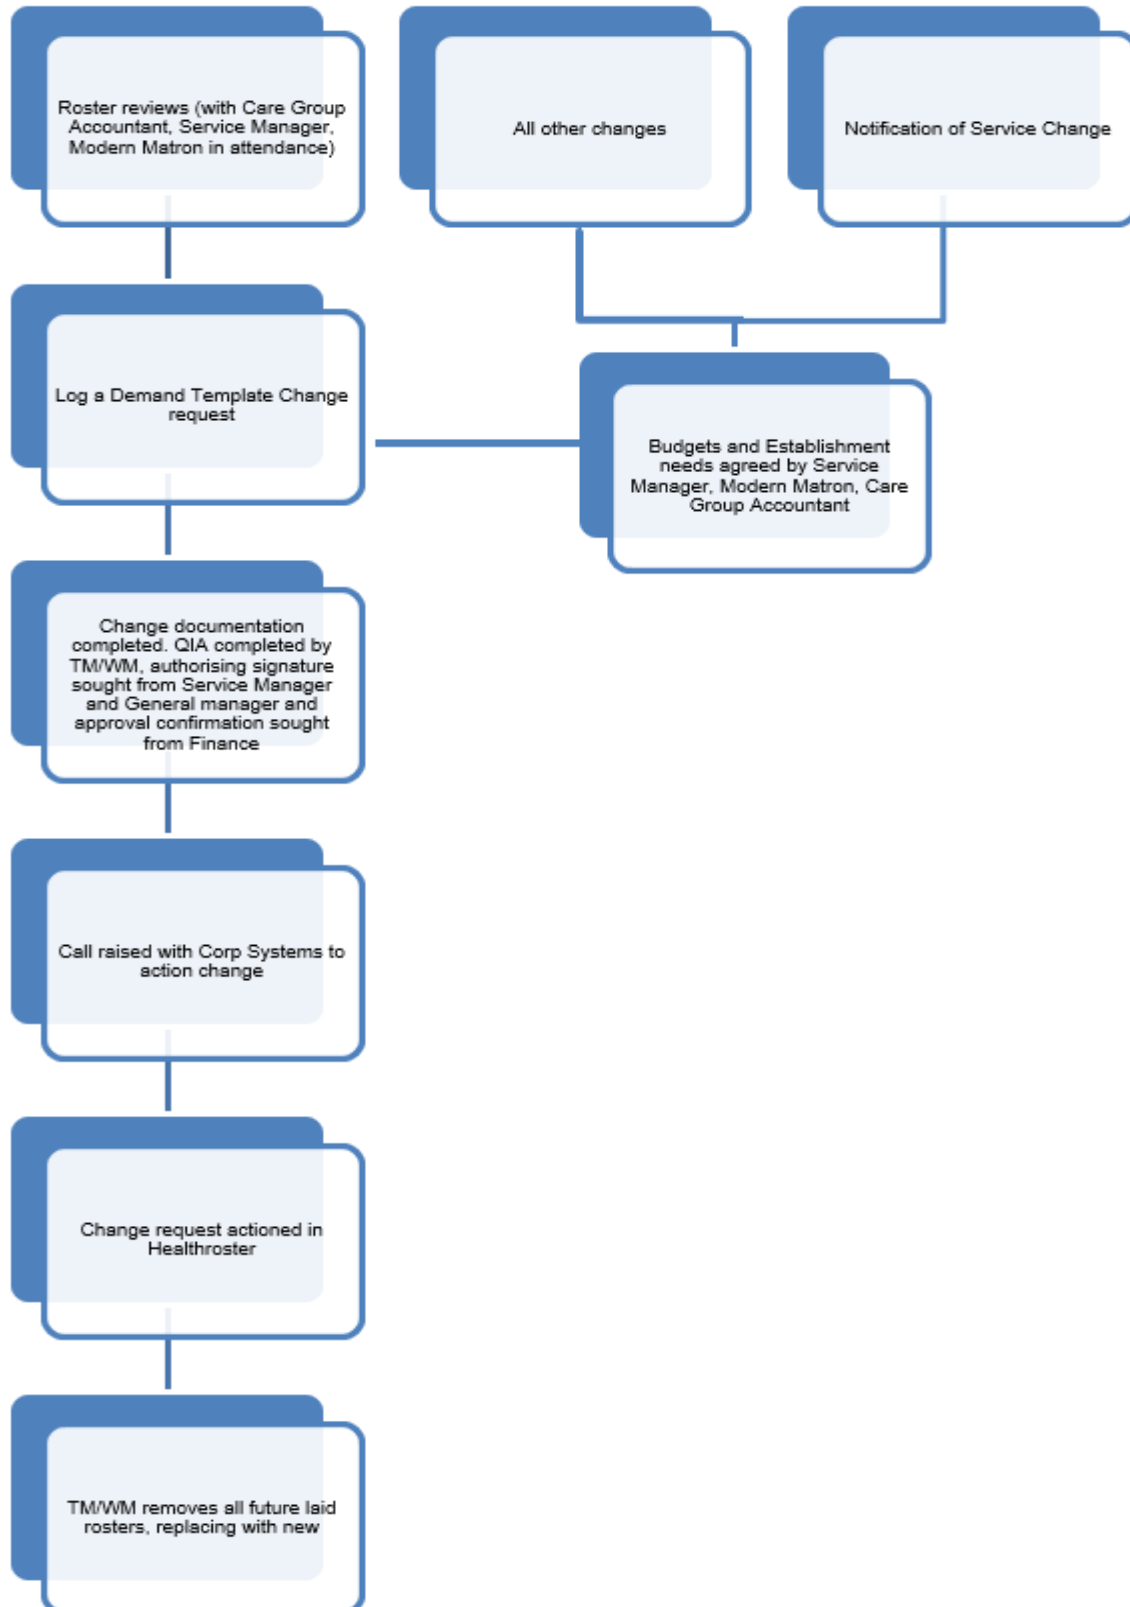 Roster reviews (with Care Group
Accountant, Service Manager,
Modern Matron in attendance)
All other changes
Notification of Service Change
Log a Demand Template Change
request
Budgets and Establishment
needs agreed by Service
Manager, Modern Matron, Care
Group Accountant
Change documentation
completed. QIA completed by
TM/WM, authorising signature
sought from Service Manager
and General manager and
approval confirmation sought
from Finance
Call raised with Corp Systems to
action change
Change request actioned in
Healthroster
TM/WM removes all future laid
rosters, replacing with new